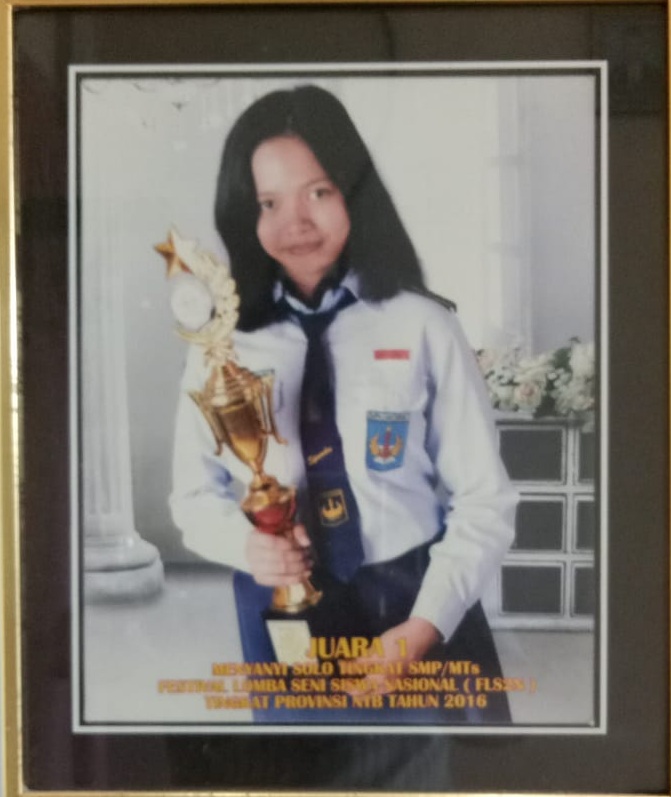 JUARA 1
MENYANYI SOLO TINGKAT SMP/MTs
FESTIVAL LOMBA SENI SISWA NASIONAL ( FLS2N )
TINGKAT PROVINSI NTB TAHUN 2016